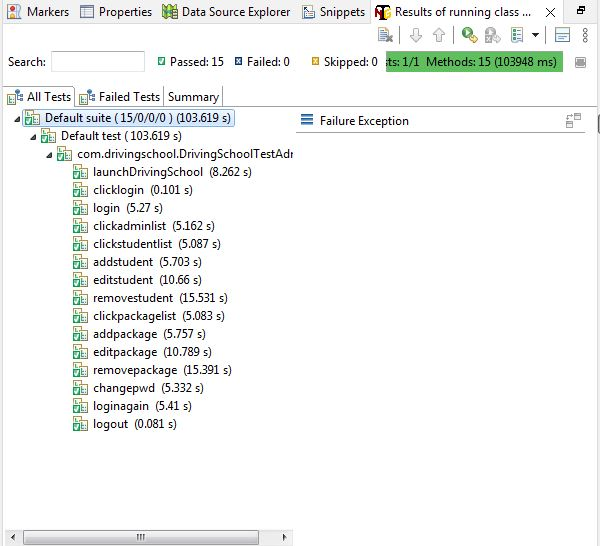 Markers Properties Data Source Explorer Snippets Results of running class ...
Search: Passed: 15 Failed: 0 Skipped: 0 sts: 1/1 Methods: 15 (103948 ms)
All Tests Failed Tests Summary
Default suite ( 15/0/0/0 ) (103.619 s)
Failure Exception
Default test ( 103.619 s)
com.drivingschool.DrivingSchoolTestAdr
launchDrivingSchool (8.262 s)
clicklogin (0.101 s)
login (5.27 s)
clickadminlist (5.162 s)
clickstudentlist (5.087 s)
addstudent (5.703 s)
editstudent (10.66 s)
removestudent (15.531 s)
clickpackagelist (5.083 s)
addpackage (5.757 s)
editpackage (10.789 s)
removepackage (15.391 s)
changepwd (5.332 s)
loginagain (5.41 s)
logout (0.081 s)